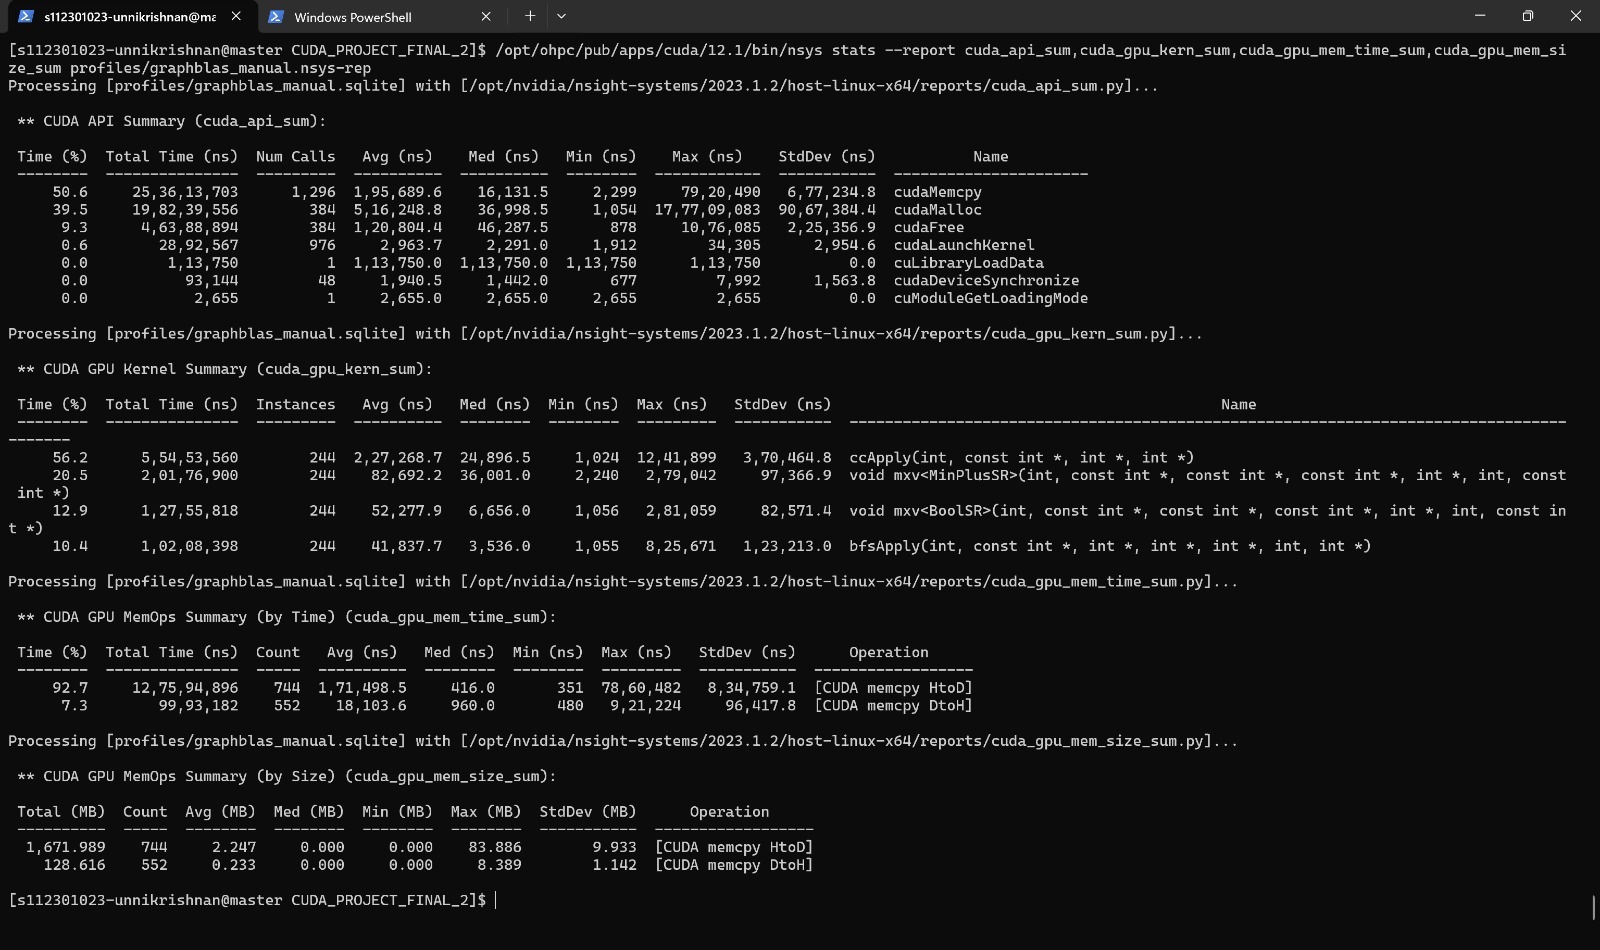 s112301023-unnikrishnan@ma
Windows PowerShell
[s112301023-unnikrishnan@master CUDA_PROJECT_FINAL_2]$ /opt/ohpc/pub/apps/cuda/12.1/bin/nsys stats --report cuda_api_sum,cuda_gpu_kern_sum,cuda_gpu_mem_time_sum,cuda_gpu_mem_si
ze_sum profiles/graphblas_manual.nsys-rep
Processing [profiles/graphblas_manual.sqlite] with [/opt/nvidia/nsight-systems/2023.1.2/host-linux-x64/reports/cuda_api_sum.py]...
** CUDA API Summary (cuda_api_sum):
Time (%)  Total Time (ns)  Num Calls   Avg (ns)    Med (ns)   Min (ns)    Max (ns)    StdDev (ns)           Name
--------  ---------------  ---------  ----------  ----------  --------  ------------  -----------  ----------------------
50.6     25,36,13,703      1,296  1,95,689.6    16,131.5     2,299     79,20,490   6,77,234.8  cudaMemcpy
39.5     19,82,39,556        384  5,16,248.8    36,998.5     1,054  17,77,09,083  90,67,384.4  cudaMalloc
9.3      4,63,88,894        384  1,20,804.4    46,287.5       878     10,76,085   2,25,356.9  cudaFree
0.6        28,92,567        976     2,963.7     2,291.0     1,912        34,305      2,954.6  cudaLaunchKernel
0.0         1,13,750          1  1,13,750.0  1,13,750.0  1,13,750      1,13,750          0.0  cuLibraryLoadData
0.0           93,144         48     1,940.5     1,442.0       677         7,992      1,563.8  cudaDeviceSynchronize
0.0            2,655          1     2,655.0     2,655.0     2,655         2,655          0.0  cuModuleGetLoadingMode
Processing [profiles/graphblas_manual.sqlite] with [/opt/nvidia/nsight-systems/2023.1.2/host-linux-x64/reports/cuda_gpu_kern_sum.py]...
** CUDA GPU Kernel Summary (cuda_gpu_kern_sum):
Time (%)  Total Time (ns)  Instances   Avg (ns)   Med (ns)  Min (ns)  Max (ns)   StdDev (ns)                                            Name
--------  ---------------  ---------  ----------  --------  --------  ---------  -----------  ---------------------------------------------------------------------------------
-------
56.2      5,54,53,560        244  2,27,268.7  24,896.5     1,024  12,41,899   3,70,464.8  ccApply(int, const int *, int *, int *)
20.5      2,01,76,900        244    82,692.2  36,001.0     2,240   2,79,042     97,366.9  void mxv<MinPlusSR>(int, const int *, const int *, const int *, int *, int, const
int *)
12.9      1,27,55,818        244    52,277.9   6,656.0     1,056   2,81,059     82,571.4  void mxv<BoolSR>(int, const int *, const int *, const int *, int *, int, const in
t *)
10.4      1,02,08,398        244    41,837.7   3,536.0     1,055   8,25,671   1,23,213.0  bfsApply(int, const int *, int *, int *, int *, int, int *)
Processing [profiles/graphblas_manual.sqlite] with [/opt/nvidia/nsight-systems/2023.1.2/host-linux-x64/reports/cuda_gpu_mem_time_sum.py]...
** CUDA GPU MemOps Summary (by Time) (cuda_gpu_mem_time_sum):
Time (%)  Total Time (ns)  Count   Avg (ns)   Med (ns)  Min (ns)  Max (ns)   StdDev (ns)      Operation
--------  ---------------  -----  ----------  --------  --------  ---------  -----------  ------------------
92.7     12,75,94,896    744  1,71,498.5     416.0       351  78,60,482   8,34,759.1  [CUDA memcpy HtoD]
7.3        99,93,182    552    18,103.6     960.0       480   9,21,224     96,417.8  [CUDA memcpy DtoH]
Processing [profiles/graphblas_manual.sqlite] with [/opt/nvidia/nsight-systems/2023.1.2/host-linux-x64/reports/cuda_gpu_mem_size_sum.py]...
** CUDA GPU MemOps Summary (by Size) (cuda_gpu_mem_size_sum):
Total (MB)  Count  Avg (MB)  Med (MB)  Min (MB)  Max (MB)  StdDev (MB)      Operation
----------  -----  --------  --------  --------  --------  -----------  ------------------
1,671.989    744     2.247     0.000     0.000    83.886        9.933  [CUDA memcpy HtoD]
128.616    552     0.233     0.000     0.000     8.389        1.142  [CUDA memcpy DtoH]
[s112301023-unnikrishnan@master CUDA_PROJECT_FINAL_2]$